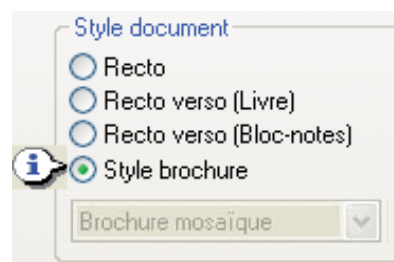 Style document
Recto
Recto verso (Livre)
Recto verso (Bloc-notes)
Style brochure
Brochure mosaïque